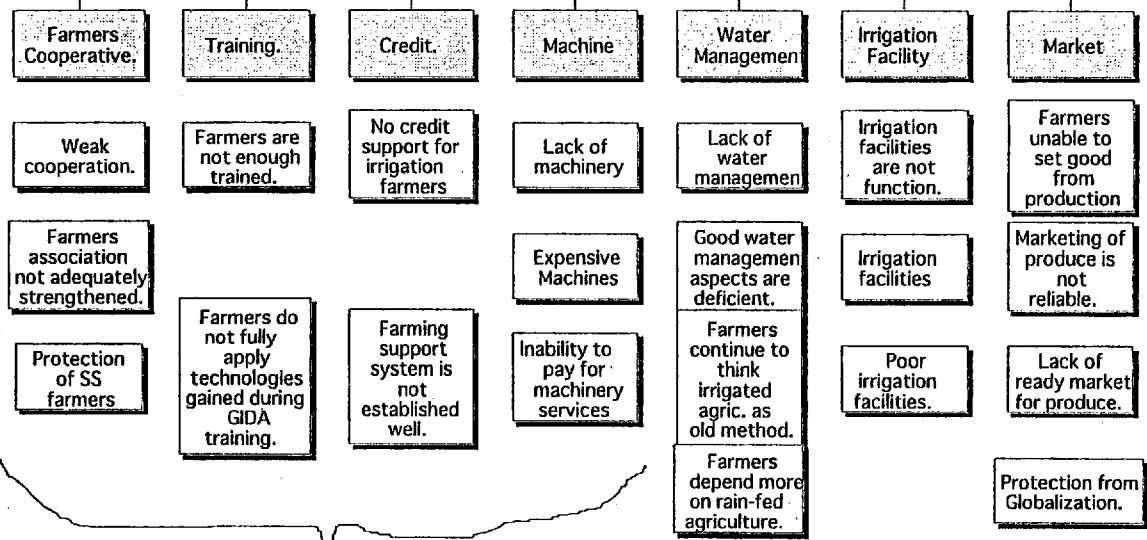 Farmers
Cooperative.
Training.
Credit.
Machine
Water
Management
Irrigation
Facility
Market
Weak
cooperation.
Farmers are
not enough
trained.
No credit
support for
irrigation
farmers
Lack of
machinery
Lack of
water
managemen
Irrigation
facilities
are not
function.
Farmers
unable to
set good
from
production
Farmers
association
not adequately
strengthened.
Expensive
Machines
Good water
managemen
aspects are
deficient.
Irrigation
facilities
Marketing of
produce is
not
reliable.
Protection
of SS
farmers
Farmers do
not fully
apply
technologies
gained during
GIDA
training.
Farming
support
system is
not
established
well.
Inability to
pay for
machinery
services
Farmers
continue to
think
irrigated
agric. as
old method.
Poor
irrigation
facilities.
Lack of
ready market
for produce.
Farmers
depend more
on rain-fed
agriculture.
Protection from
Globalization.